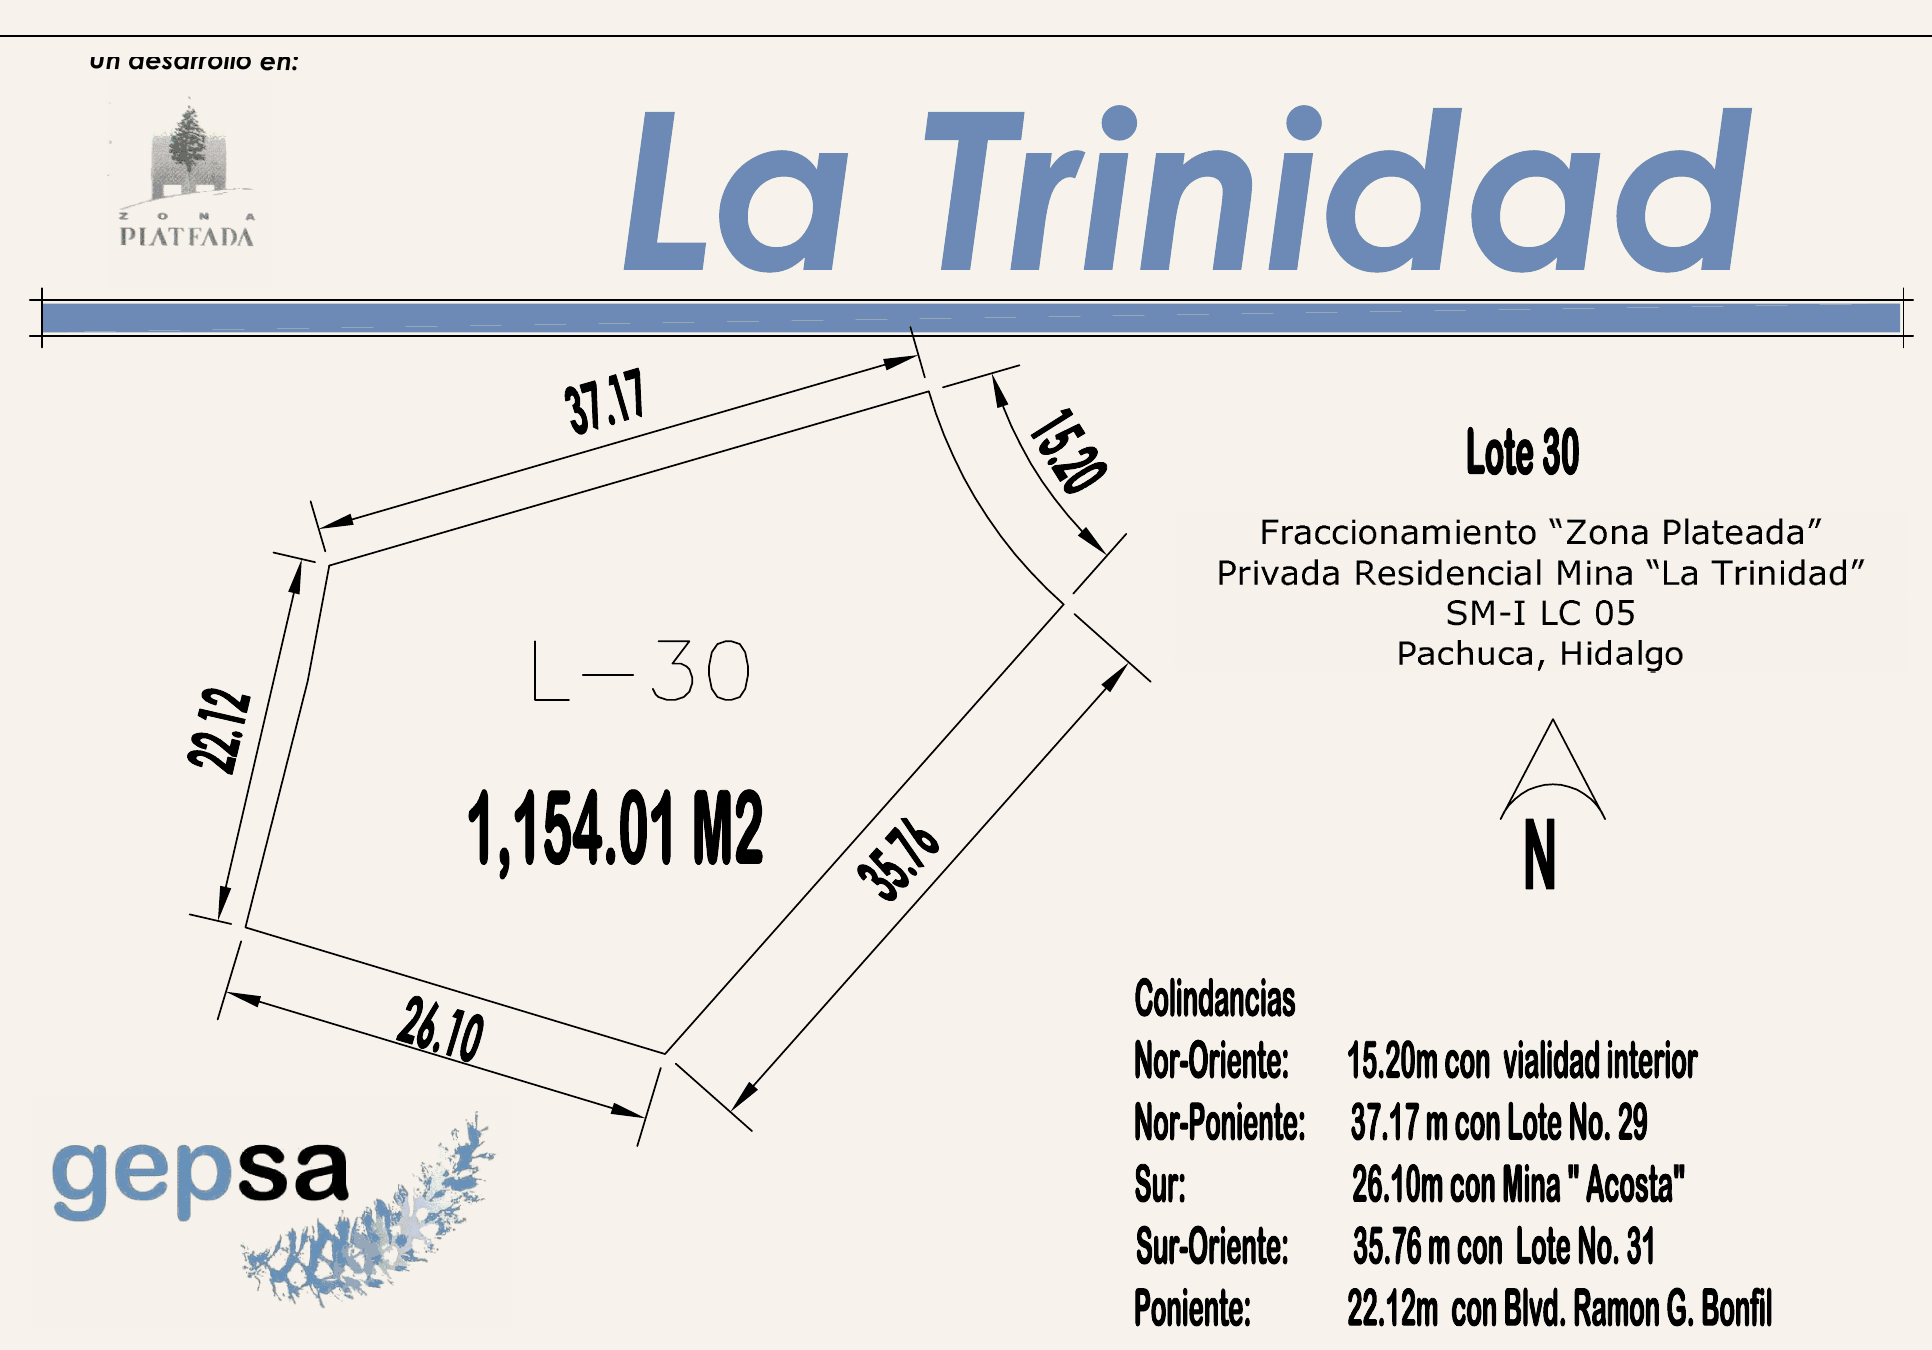 un desarrollo en:
ZONA
PLATEADA
La Trinidad
37.17
15.20
Lote 30
Fraccionamiento “Zona Plateada”
Privada Residencial Mina “La Trinidad”
SM-I LC 05
Pachuca, Hidalgo
L-30
22.12
1,154.01 M2
35.76
N
26.10
gepsa
Colindancias
Nor-Oriente: 15.20m con vialidad interior
Nor-Poniente: 37.17 m con Lote No. 29
Sur: 26.10m con Mina " Acosta"
Sur-Oriente: 35.76 m con Lote No. 31
Poniente: 22.12m con Blvd. Ramon G. Bonfil